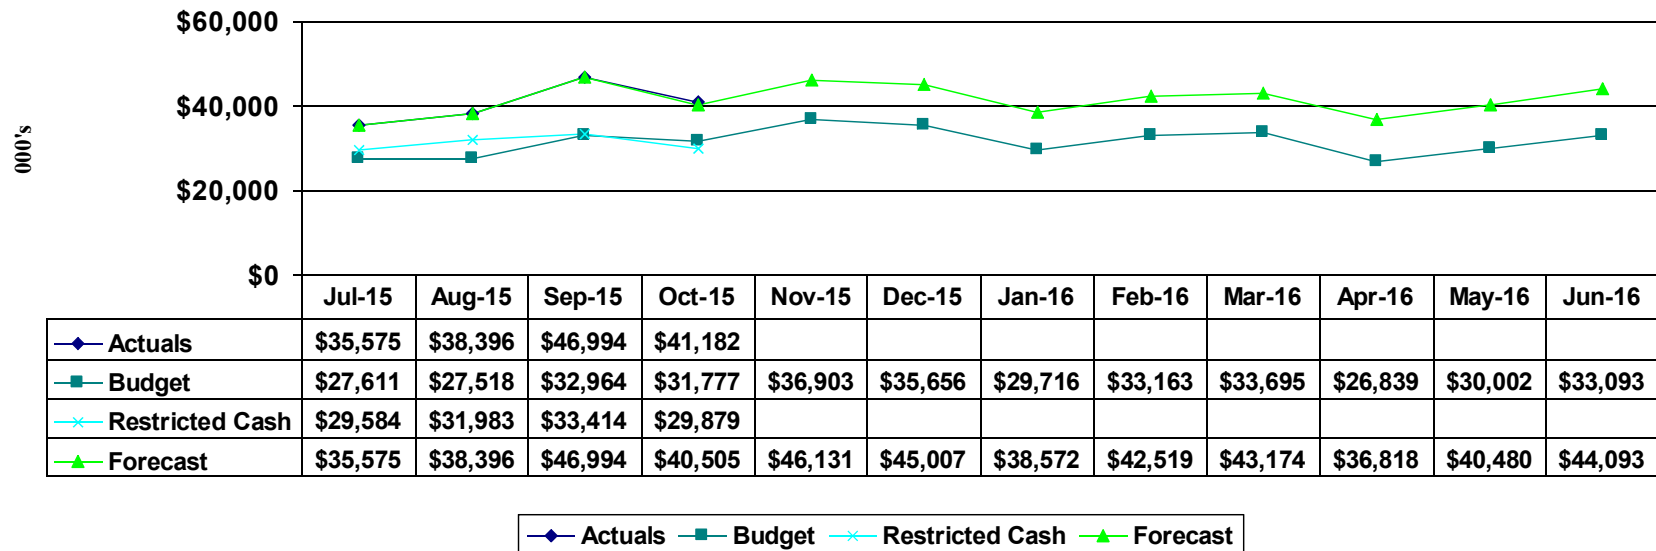 $60,000
$40,000
$20,000
$0
000's
Jul-15 Aug-15 Sep-15 Oct-15 Nov-15 Dec-15 Jan-16 Feb-16 Mar-16 Apr-16 May-16 Jun-16
Actuals $35,575 $38,396 $46,994 $41,182
Budget $27,611 $27,518 $32,964 $31,777 $36,903 $35,656 $29,716 $33,163 $33,695 $26,839 $30,002 $33,093
Restricted Cash $29,584 $31,983 $33,414 $29,879
Forecast $35,575 $38,396 $46,994 $40,505 $46,131 $45,007 $38,572 $42,519 $43,174 $36,818 $40,480 $44,093
Actuals Budget Restricted Cash Forecast